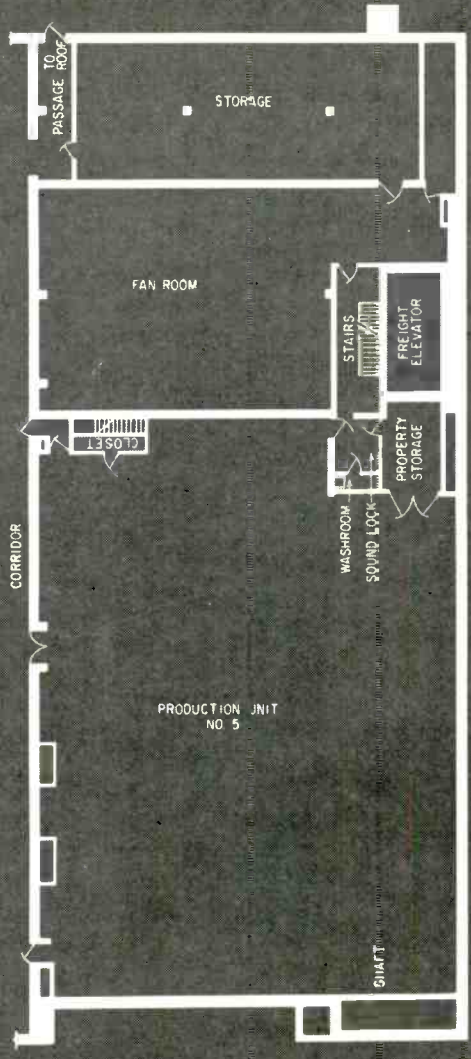 TO
PASSAGE ROOF
STORAGE
FAN ROOM
STAIRS
FREIGHT
ELEVATOR
CLOSET
CORRIDOR
WASHROOM
SOUND LOCK
PROPERTY
STORAGE
PRODUCTION UNIT
NO. 5
SHAFT